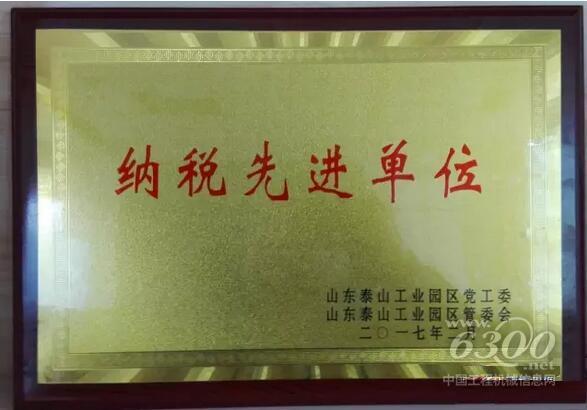 纳税先进单位
山东泰山工业园区党工委
山东泰山工业园区管委会
二〇一七年二月
www.
6300
.net
中国工程机械信息网